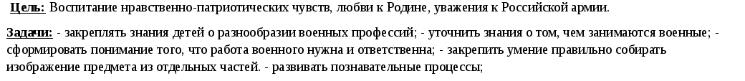 Цель: Воспитание нравственно-патриотических чувств, любви к Родине, уважения к Российской армии.
Задачи: - закреплять знания детей о разнообразии военных профессий; - уточнить знания о том, чем занимаются военные; -
сформировать понимание того, что работа военного нужна и ответственна; - закрепить умение правильно собирать
изображение предмета из отдельных частей. - развивать познавательные процессы;